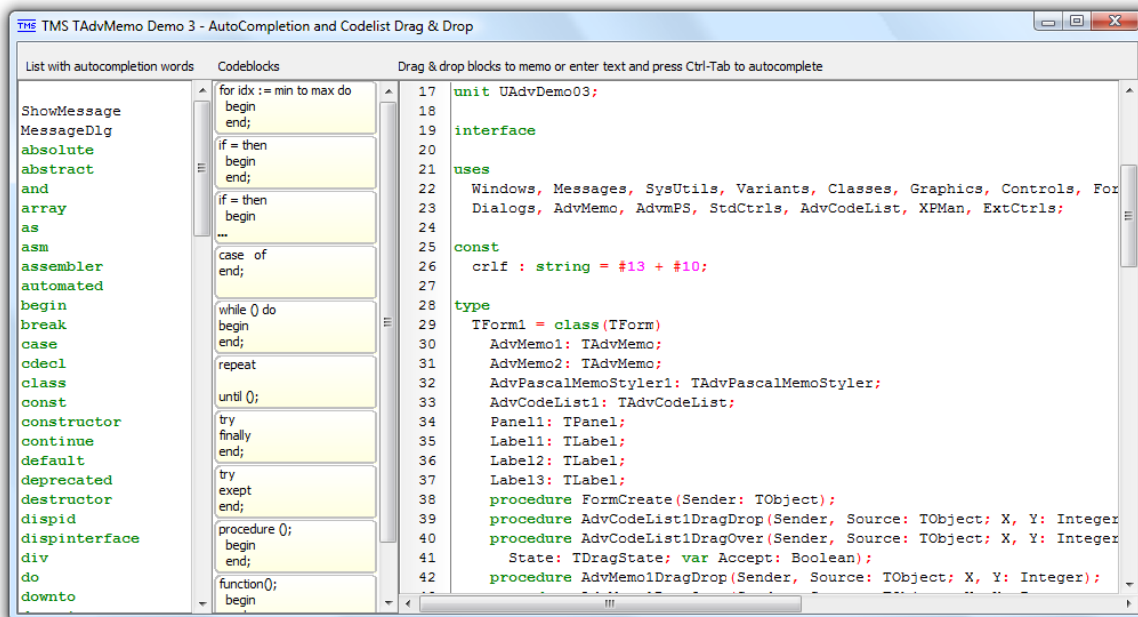 TMS TAdvMemo Demo 3 - AutoCompletion and Codelist Drag & Drop
List with autocompletion words
Codeblocks
Drag & drop blocks to memo or enter text and press Ctrl-Tab to autocomplete
ShowMessage
MessageDlg
absolute
abstract
and
array
as
asm
assembler
automated
begin
break
case
cdecl
class
const
constructor
continue
default
deprecated
destructor
dispid
dispinterface
div
do
downto
for idx := min to max do
begin
end;
if = then
begin
end;
if = then
begin
...
case of
end;
while () do
begin
end;
repeat
until ();
try
finally
end;
try
exept
end;
procedure ();
begin
end;
function();
begin
17 unit UAdvDemo03;
18
19 interface
20
21 uses
22 Windows, Messages, SysUtils, Variants, Classes, Graphics, Controls, For
23 Dialogs, AdvMemo, AdvmPS, StdCtrls, AdvCodeList, XPMan, ExtCtrls;
24
25 const
26 crlf : string = #13 + #10;
27
28 type
29 TForm1 = class(TForm)
30 AdvMemo1: TAdvMemo;
31 AdvMemo2: TAdvMemo;
32 AdvPascalMemoStyler1: TAdvPascalMemoStyler;
33 AdvCodeList1: TAdvCodeList;
34 Panel1: TPanel;
35 Label1: TLabel;
36 Label2: TLabel;
37 Label3: TLabel;
38 procedure FormCreate(Sender: TObject);
39 procedure AdvCodeList1DragDrop(Sender, Source: TObject; X, Y: Integer
40 procedure AdvCodeList1DragOver(Sender, Source: TObject; X, Y: Integer
41 State: TDragState; var Accept: Boolean);
42 procedure AdvMemo1DragDrop(Sender, Source: TObject; X, Y: Integer);